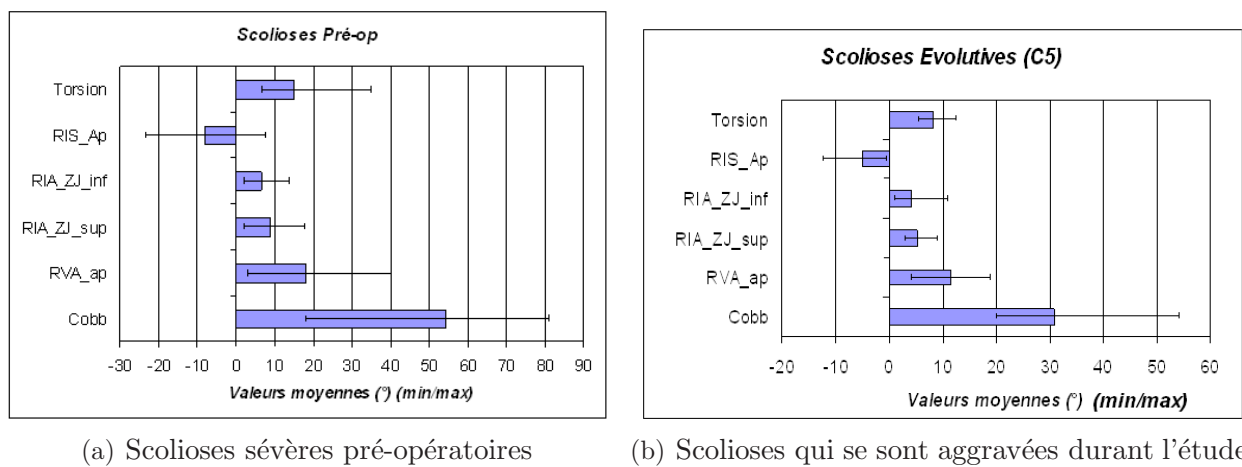 Scolioses Pré-op
Torsion
RIS_Ap
RIA_ZJ_inf
RIA_ZJ_sup
RVA_ap
Cobb
-30 -20 -10 0 10 20 30 40 50 60 70 80 90
Valeurs moyennes (°) (min/max)
(a) Scolioses sévères pré-opératoires
Scolioses Evolutives (C5)
Torsion
RIS_Ap
RIA_ZJ_inf
RIA_ZJ_sup
RVA_ap
Cobb
-20 -10 0 10 20 30 40 50 60
Valeurs moyennes (°) (min/max)
(b) Scolioses qui se sont aggravées durant l'étude